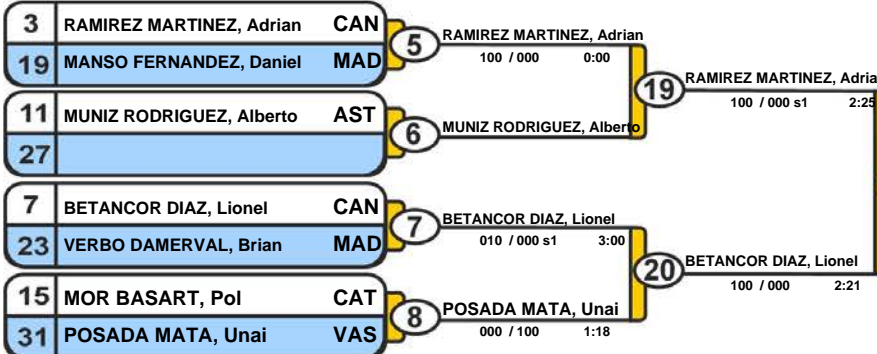 3 RAMIREZ MARTINEZ, Adrian CAN
19 MANSO FERNANDEZ, Daniel MAD
5
RAMIREZ MARTINEZ, Adrian
100 / 000 0:00
11 MUNIZ RODRIGUEZ, Alberto AST
27
6
MUNIZ RODRIGUEZ, Alberto
19
RAMIREZ MARTINEZ, Adria
100 / 000 s1 2:25
7 BETANCOR DIAZ, Lionel CAN
23 VERBO DAMERVAL, Brian MAD
7
BETANCOR DIAZ, Lionel
010 / 000 s1 3:00
15 MOR BASART, Pol CAT
31 POSADA MATA, Unai VAS
8
POSADA MATA, Unai
000 / 100 1:18
20
BETANCOR DIAZ, Lionel
100 / 000 2:21